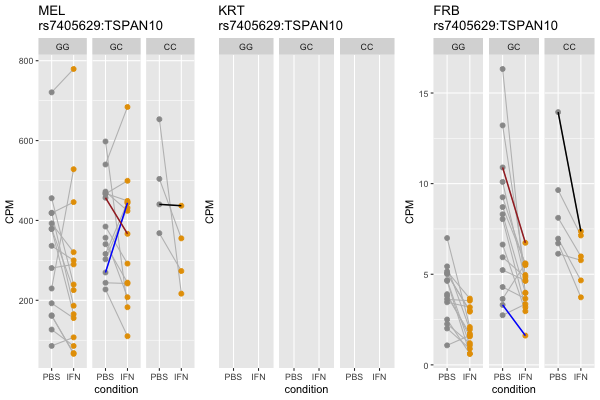 MEL
rs7405629:TSPAN10
GG GC CC
CPM
800
600
400
200
PBS IFN PBS IFN PBS IFN
condition
KRT
rs7405629:TSPAN10
GG GC CC
CPM
PBS IFN PBS IFN PBS IFN
condition
FRB
rs7405629:TSPAN10
GG GC CC
CPM
15
10
5
0
PBS IFN PBS IFN PBS IFN
condition